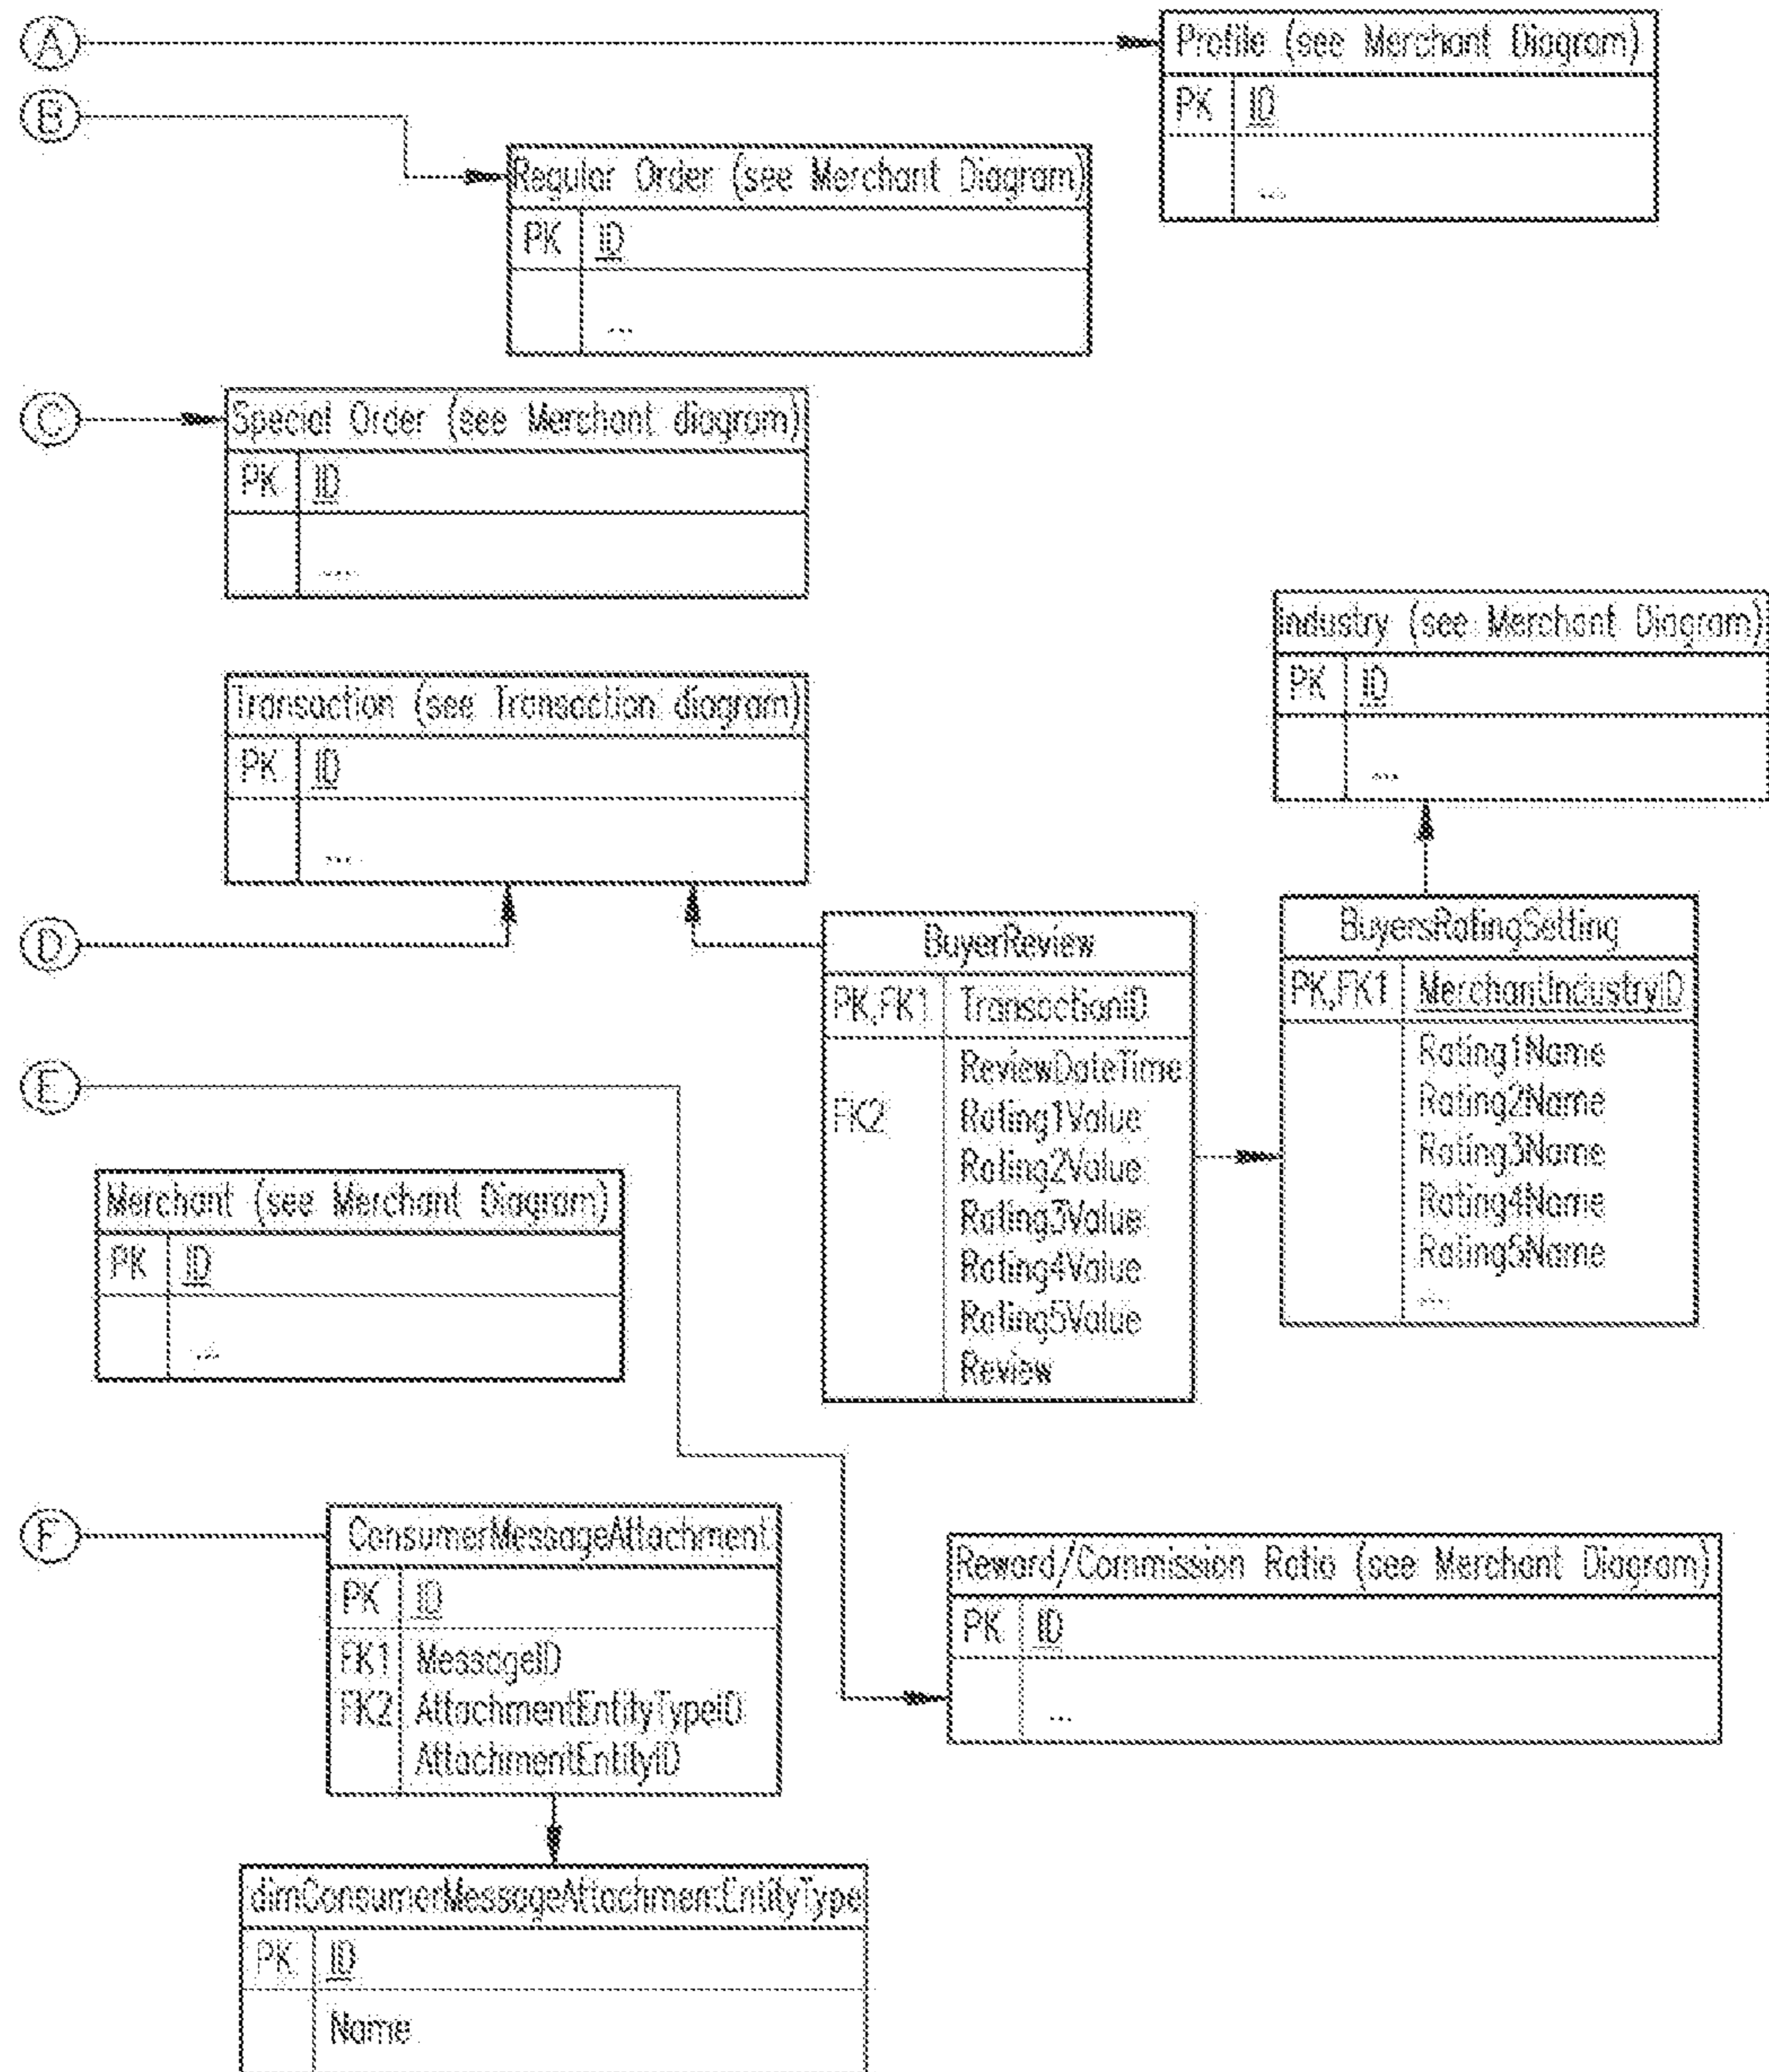 A
Profile (see Merchant Diagram)
PK ID
...
B
Regular Order (see Merchant Diagram)
PK ID
...
C
Special Order (see Merchant diagram)
PK ID
....
Industry (see Merchant Diagram)
PK ID
...
Transaction (see Transaction diagram)
PK ID
....
D
BuyerReview
PK,FK1 TransactionID
ReviewDateTime
FK2 Rating1Value
Rating2Value
Rating3Value
Rating4Value
Rating5Value
Review
BuyersRatingSetting
PK,FK1 MerchantIndustryID
Rating1Name
Rating2Name
Rating3Name
Rating4Name
Rating5Name
...
E
Merchant (see Merchant Diagram)
PK ID
...
F
ConsumerMessageAttachment
PK ID
FK1 MessageID
FK2 AttachmentEntityTypeID
AttachmentEntityID
Reward/Commission Ratio (see Merchant Diagram)
PK ID
...
dimConsumerMessageAttachmentEntityType
PK ID
Name